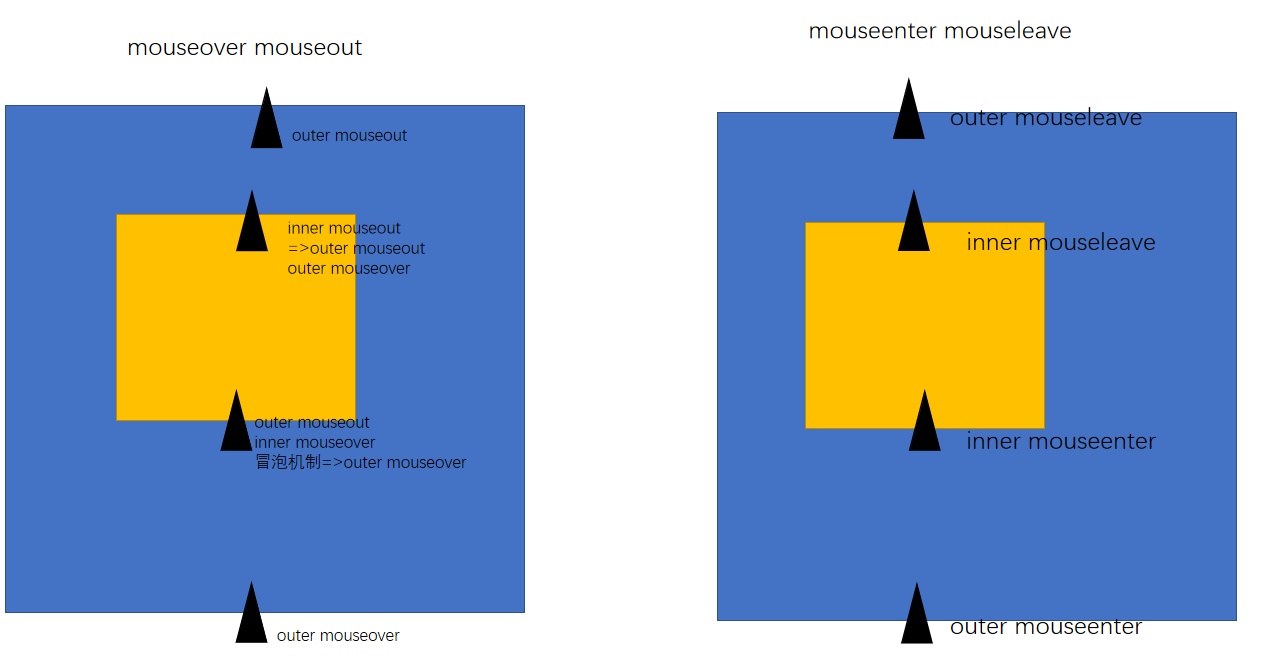 mouseover mouseout
outer mouseout
inner mouseout
=>outer mouseout
outer mouseover
outer mouseout
inner mouseover
冒泡机制=>outer mouseover
outer mouseover
mouseenter mouseleave
outer mouseleave
inner mouseleave
inner mouseenter
outer mouseenter